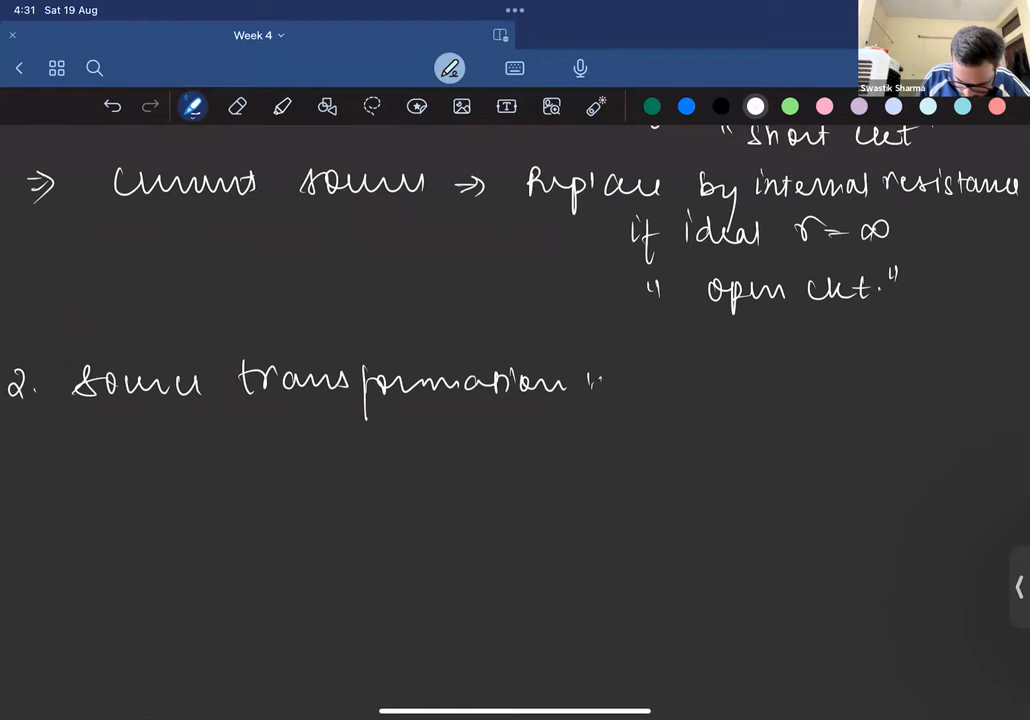 4:31 Sat 19 Aug
Week 4
Swastik Sharma
"Short ckt"
⇒ Current source ⇒ Replace by internal resistance
if ideal r = ∞
" open ckt."
2. Source transformation :